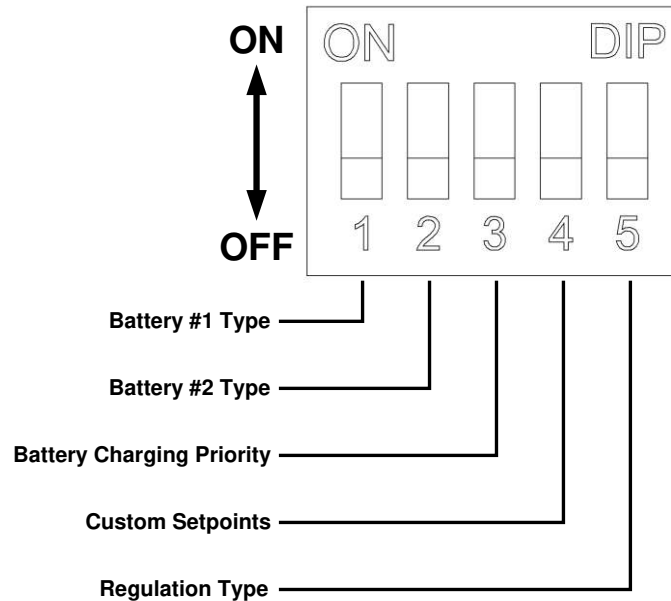 ON
ON DIP
OFF
1 2 3 4 5
Battery #1 Type
Battery #2 Type
Battery Charging Priority
Custom Setpoints
Regulation Type